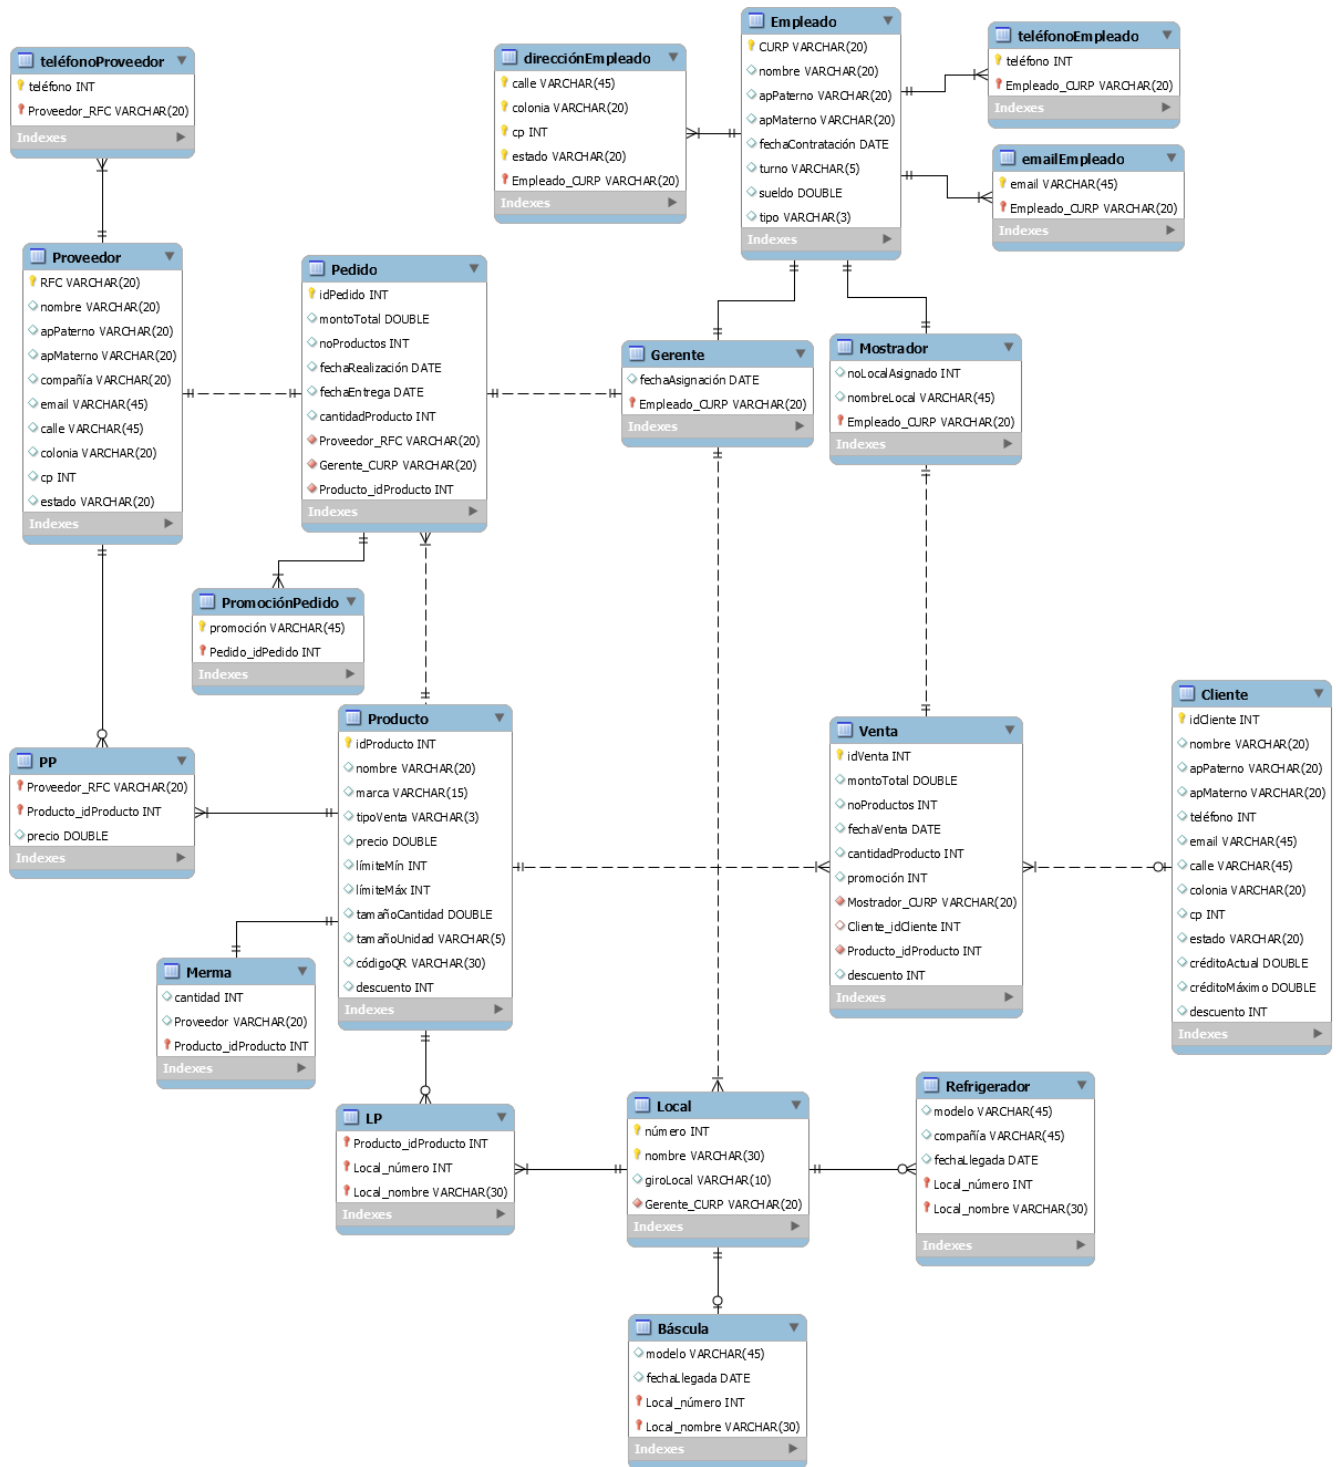 teléfonoProveedor
teléfono INT
Proveedor_RFC VARCHAR(20)
Indexes
direcciónEmpleado
calle VARCHAR(45)
colonia VARCHAR(20)
cp INT
estado VARCHAR(20)
Empleado_CURP VARCHAR(20)
Indexes
Empleado
CURP VARCHAR(20)
nombre VARCHAR(20)
apPaterno VARCHAR(20)
apMaterno VARCHAR(20)
fechaContratación DATE
turno VARCHAR(5)
sueldo DOUBLE
tipo VARCHAR(3)
Indexes
teléfonoEmpleado
teléfono INT
Empleado_CURP VARCHAR(20)
Indexes
emailEmpleado
email VARCHAR(45)
Empleado_CURP VARCHAR(20)
Indexes
Proveedor
RFC VARCHAR(20)
nombre VARCHAR(20)
apPaterno VARCHAR(20)
apMaterno VARCHAR(20)
compañía VARCHAR(20)
email VARCHAR(45)
calle VARCHAR(45)
colonia VARCHAR(20)
cp INT
estado VARCHAR(20)
Indexes
Pedido
idPedido INT
montoTotal DOUBLE
noProductos INT
fechaRealización DATE
fechaEntrega DATE
cantidadProducto INT
Proveedor_RFC VARCHAR(20)
Gerente_CURP VARCHAR(20)
Producto_idProducto INT
Indexes
Gerente
fechaAsignación DATE
Empleado_CURP VARCHAR(20)
Indexes
Mostrador
noLocalAsignado INT
nombreLocal VARCHAR(45)
Empleado_CURP VARCHAR(20)
Indexes
PromociónPedido
promoción VARCHAR(45)
Pedido_idPedido INT
Indexes
PP
Proveedor_RFC VARCHAR(20)
Producto_idProducto INT
precio DOUBLE
Indexes
Producto
idProducto INT
nombre VARCHAR(20)
marca VARCHAR(15)
tipoVenta VARCHAR(3)
precio DOUBLE
límiteMín INT
límiteMáx INT
tamañoCantidad DOUBLE
tamañoUnidad VARCHAR(5)
códigoQR VARCHAR(30)
descuento INT
Indexes
Venta
idVenta INT
montoTotal DOUBLE
noProductos INT
fechaVenta DATE
cantidadProducto INT
promoción INT
Mostrador_CURP VARCHAR(20)
Cliente_idCliente INT
Producto_idProducto INT
descuento INT
Indexes
Cliente
idCliente INT
nombre VARCHAR(20)
apPaterno VARCHAR(20)
apMaterno VARCHAR(20)
teléfono INT
email VARCHAR(45)
calle VARCHAR(45)
colonia VARCHAR(20)
cp INT
estado VARCHAR(20)
créditoActual DOUBLE
créditoMáximo DOUBLE
descuento INT
Indexes
Merma
cantidad INT
Proveedor VARCHAR(20)
Producto_idProducto INT
Indexes
LP
Producto_idProducto INT
Local_número INT
Local_nombre VARCHAR(30)
Indexes
Local
número INT
nombre VARCHAR(30)
giroLocal VARCHAR(10)
Gerente_CURP VARCHAR(20)
Indexes
Refrigerador
modelo VARCHAR(45)
compañía VARCHAR(45)
fechaLlegada DATE
Local_número INT
Local_nombre VARCHAR(30)
Indexes
Báscula
modelo VARCHAR(45)
fechaLlegada DATE
Local_número INT
Local_nombre VARCHAR(30)
Indexes